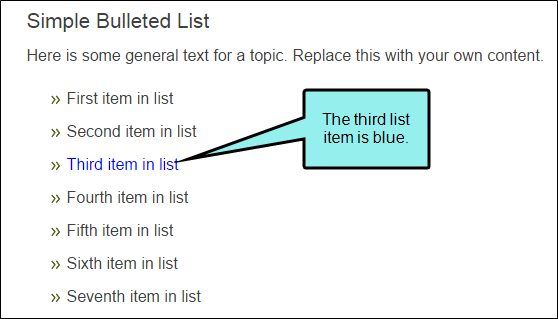 Simple Bulleted List
Here is some general text for a topic. Replace this with your own content.
» First item in list
» Second item in list
» Third item in list
The third list
item is blue.
» Fourth item in list
» Fifth item in list
» Sixth item in list
» Seventh item in list